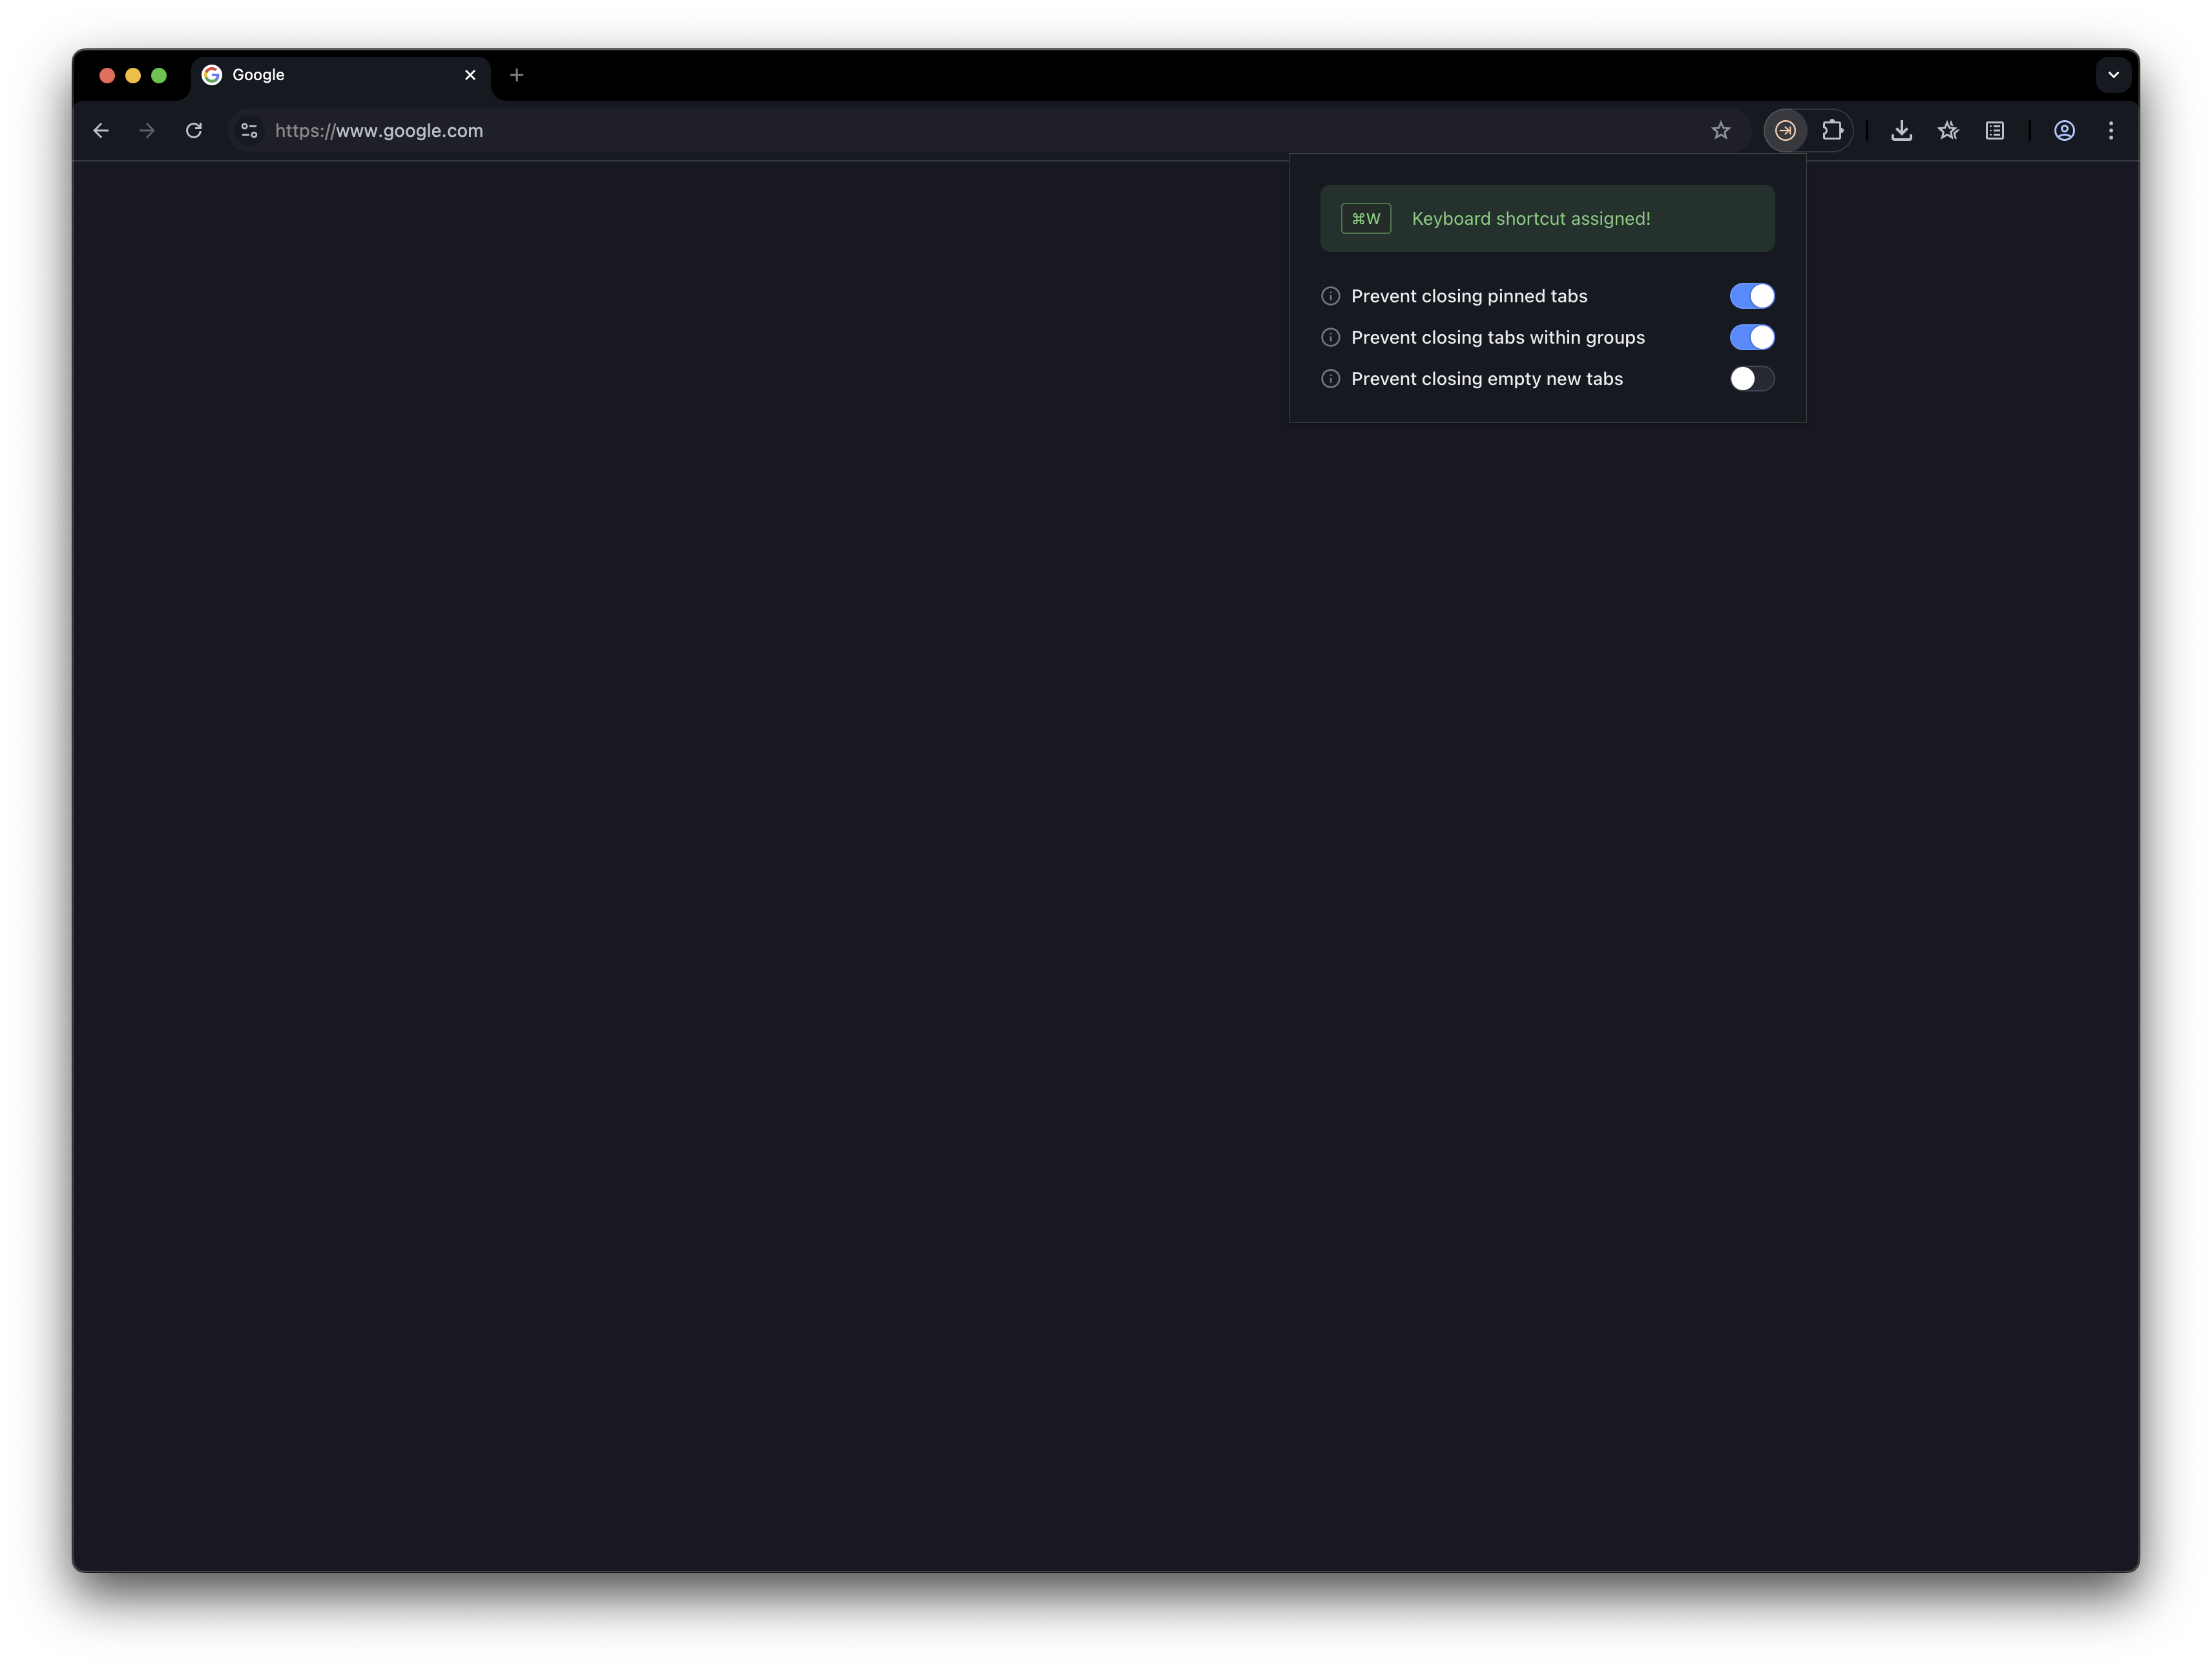 Google
https://www.google.com
⌘W Keyboard shortcut assigned!
Prevent closing pinned tabs
Prevent closing tabs within groups
Prevent closing empty new tabs